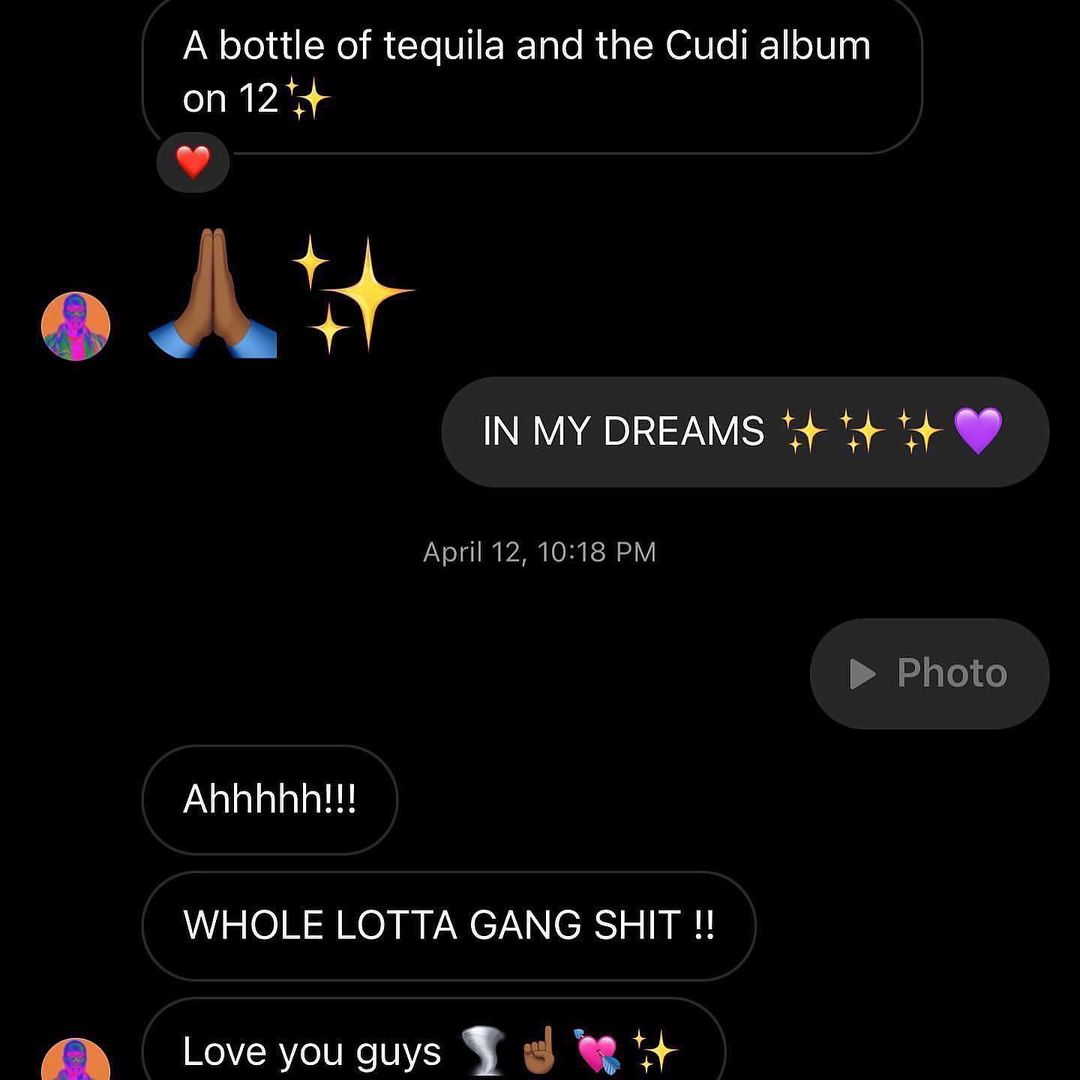 A bottle of tequila and the Cudi album
on 12✨
❤️
🙏🏾✨
IN MY DREAMS ✨✨✨💜
April 12, 10:18 PM
Photo
Ahhhhh!!!
WHOLE LOTTA GANG SHIT !!
Love you guys 🌪️☝🏾💘✨